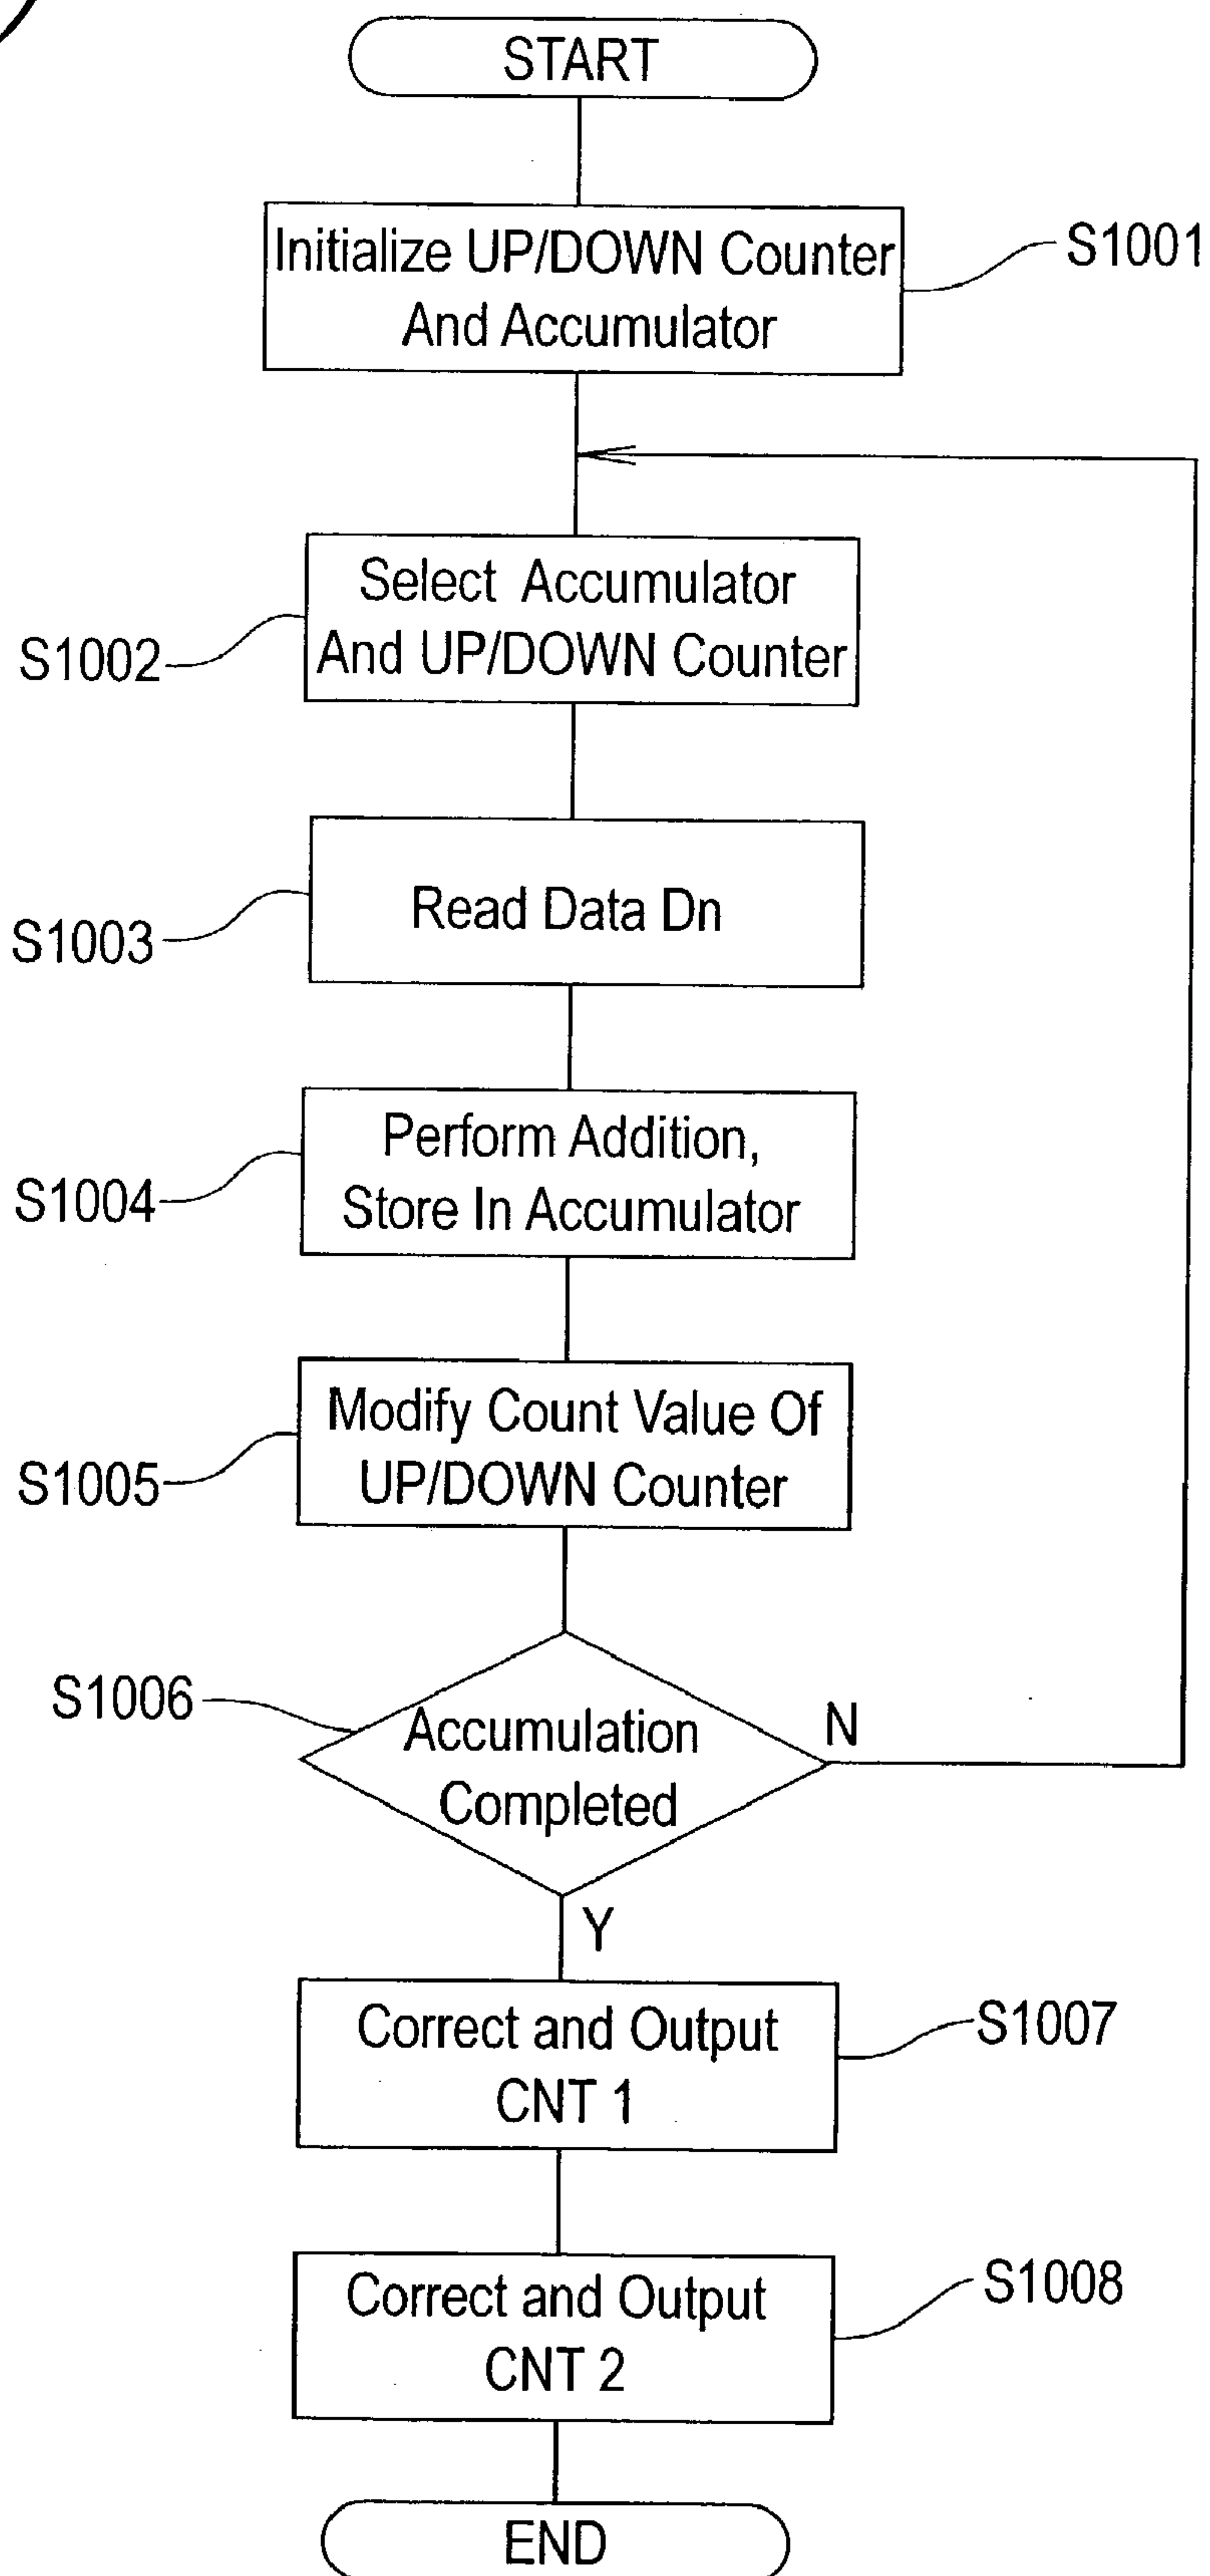 START
Initialize UP/DOWN Counter
And Accumulator
S1001
Select Accumulator
And UP/DOWN Counter
S1002
Read Data Dn
S1003
Perform Addition,
Store In Accumulator
S1004
Modify Count Value Of
UP/DOWN Counter
S1005
S1006
Accumulation
Completed
N
Y
Correct and Output
CNT 1
S1007
Correct and Output
CNT 2
S1008
END